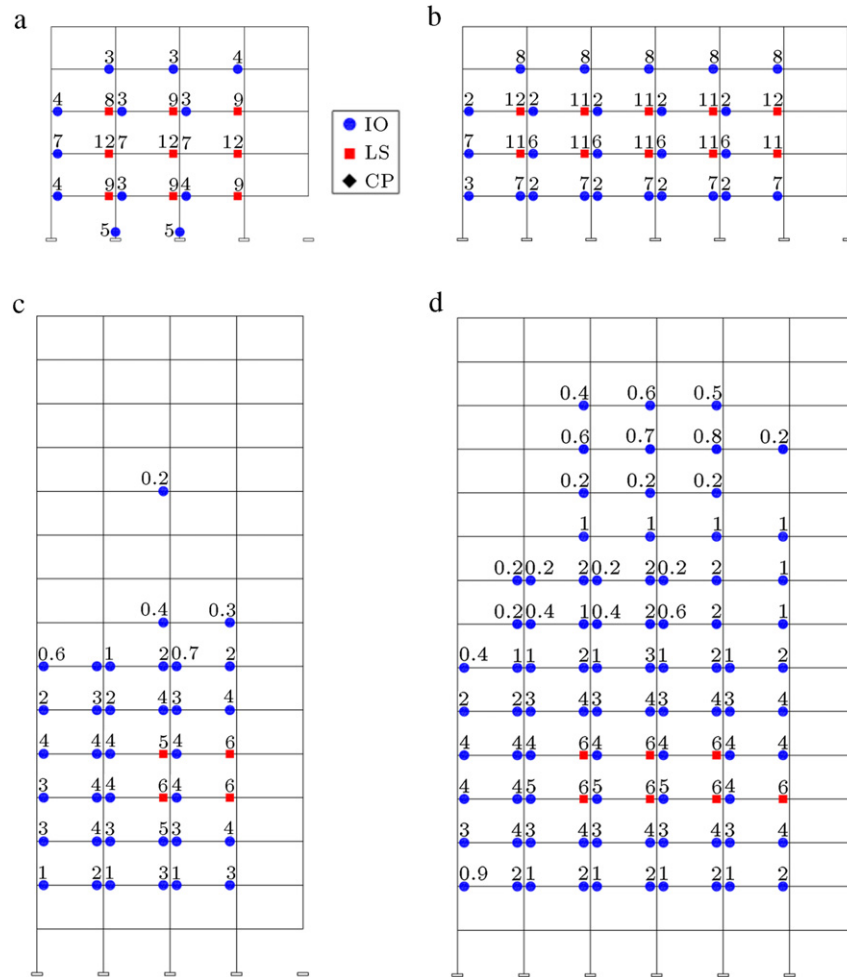 a
3 3 4
4 8 3 9 3 9
7 12 7 12 7 12
4 9 3 9 4 9
5 5
IO
LS
CP
b
8 8 8 8 8
2 12 2 11 2 11 2 11 2 12
7 11 6 11 6 11 6 11 6 11
3 7 2 7 2 7 2 7 2 7
c
0.2
0.4 0.3
0.6 1 2 0.7 2
2 3 2 4 3 4
4 4 4 5 4 6
3 4 4 6 4 6
3 4 3 5 3 4
1 2 1 3 1 3
d
0.4 0.6 0.5
0.6 0.7 0.8 0.2
0.2 0.2 0.2
1 1 1 1
0.2 0.2 2 0.2 2 0.2 2 1
0.2 0.4 1 0.4 2 0.6 2 1
0.4 1 1 2 1 3 1 2 1 2
2 2 3 4 3 4 3 4 3 4
4 4 4 6 4 6 4 6 4 4
4 4 5 6 5 6 5 6 4 6
3 4 3 4 3 4 3 4 3 4
0.9 2 1 2 1 2 1 2 1 2